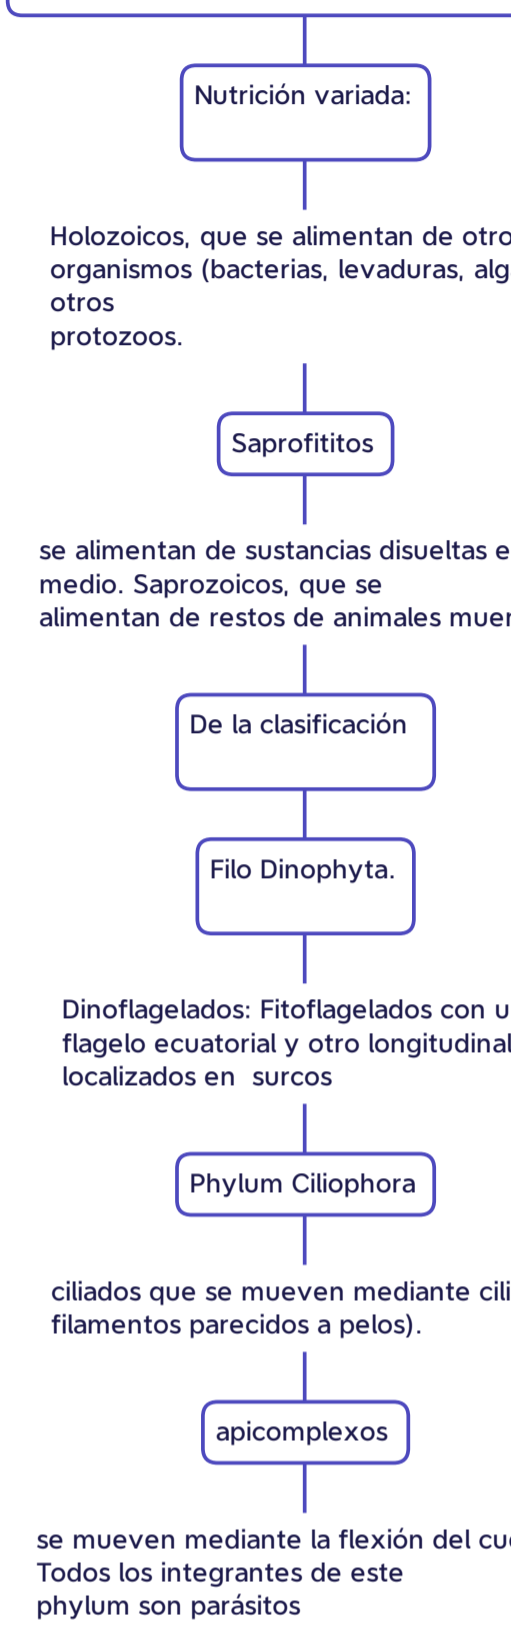 Nutrición variada:
Holozoicos, que se alimentan de otro
organismos (bacterias, levaduras, alg
otros
protozoos.
Saprofititos
se alimentan de sustancias disueltas e
medio. Saprozoicos, que se
alimentan de restos de animales muer
De la clasificación
Filo Dinophyta.
Dinoflagelados: Fitoflagelados con u
flagelo ecuatorial y otro longitudinal
localizados en surcos
Phylum Ciliophora
ciliados que se mueven mediante cili
filamentos parecidos a pelos).
apicomplexos
se mueven mediante la flexión del cu
Todos los integrantes de este
phylum son parásitos